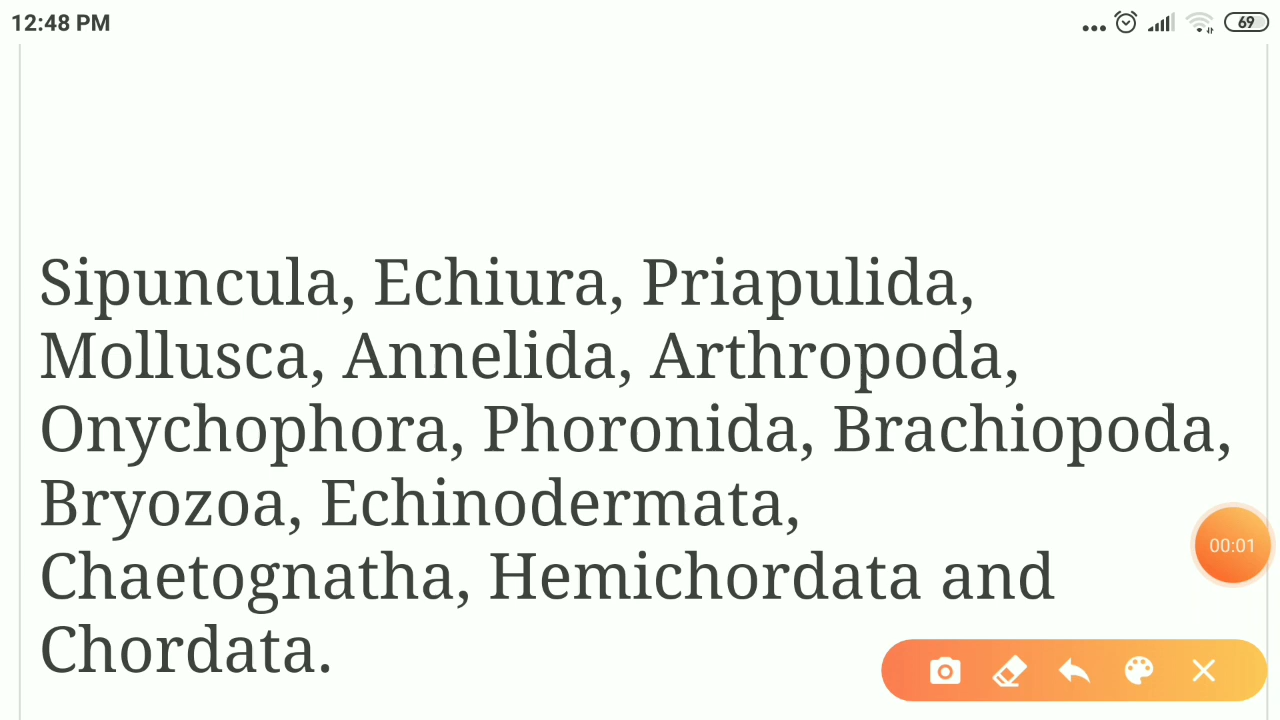 12:48 PM
69
Sipuncula, Echiura, Priapulida,
Mollusca, Annelida, Arthropoda,
Onychophora, Phoronida, Brachiopoda,
Bryozoa, Echinodermata,
Chaetognatha, Hemichordata and
Chordata.
00:01